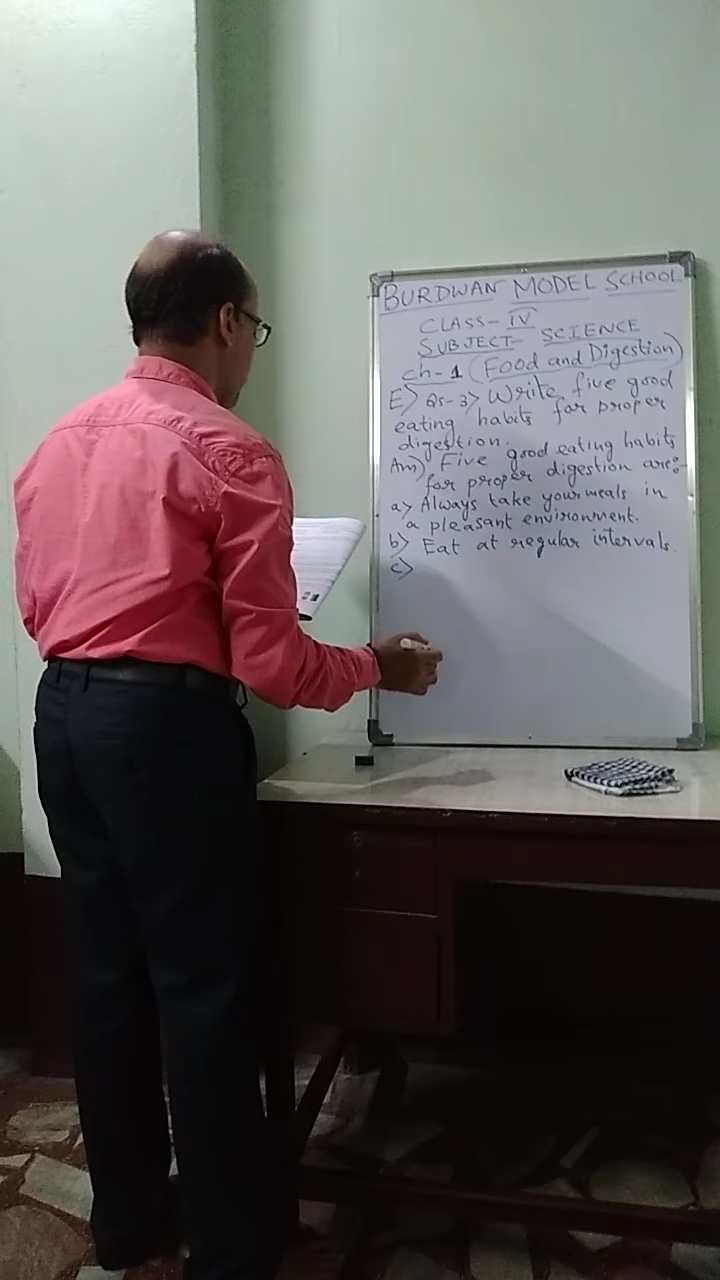 BURDWAN MODEL SCHOOL
CLASS- IV
SUBJECT- SCIENCE
Ch- 1 (Food and Digestion)
E> Qs-3> Write five good
eating habits for proper
digestion.
Ans) Five good eating habits
for proper digestion are:-
a> Always take your meals in
a pleasant environment.
b> Eat at regular intervals.
c>